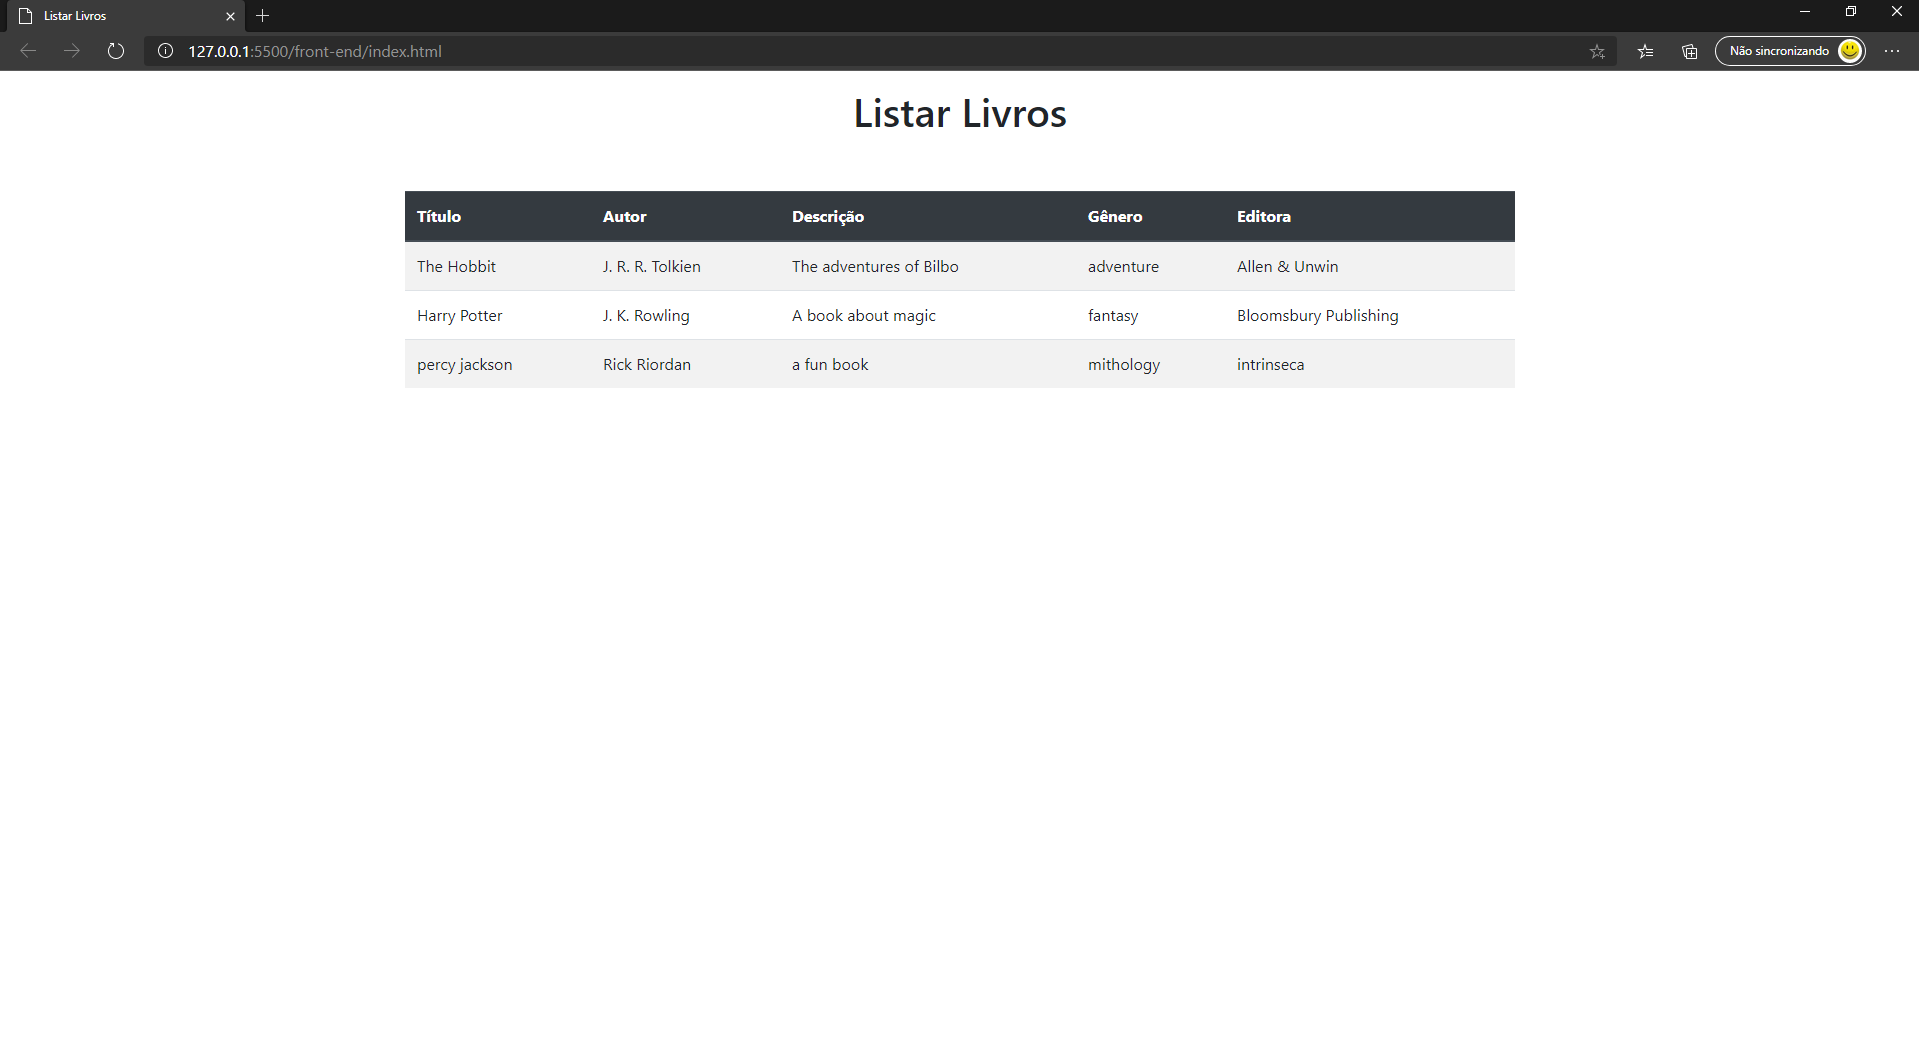 Listar Livros
127.0.0.1:5500/front-end/index.html Não sincronizando
Listar Livros
Título Autor Descrição Gênero Editora
The Hobbit J. R. R. Tolkien The adventures of Bilbo adventure Allen & Unwin
Harry Potter J. K. Rowling A book about magic fantasy Bloomsbury Publishing
percy jackson Rick Riordan a fun book mithology intrinseca